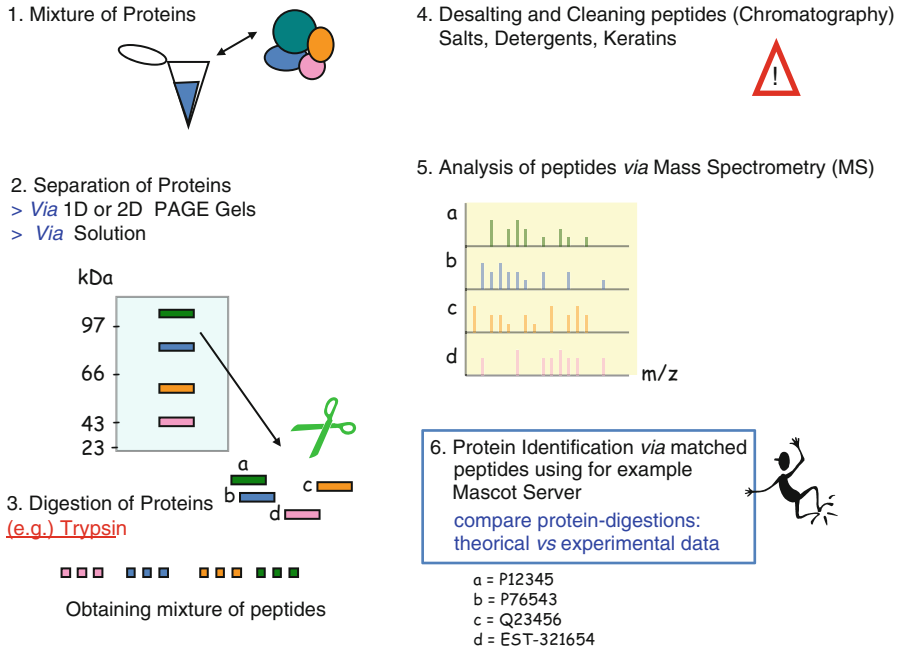 1. Mixture of Proteins
2. Separation of Proteins
> Via 1D or 2D PAGE Gels
> Via Solution
kDa
97
66
43
23
a
b
c
d
3. Digestion of Proteins
(e.g.) Trypsin
Obtaining mixture of peptides
4. Desalting and Cleaning peptides (Chromatography)
Salts, Detergents, Keratins
!
5. Analysis of peptides via Mass Spectrometry (MS)
a
b
c
d
m/z
6. Protein Identification via matched
peptides using for example
Mascot Server
compare protein-digestions:
theorical vs experimental data
a = P12345
b = P76543
c = Q23456
d = EST-321654